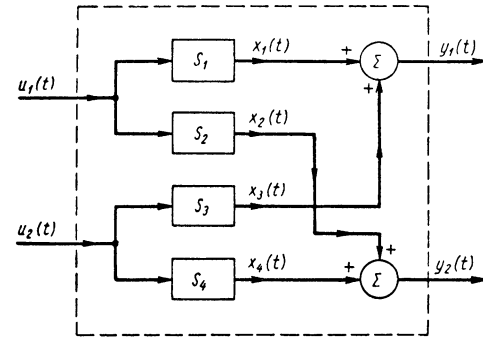 S₁ x₁(t) + Σ y₁(t)
+
u₁(t)
S₂ x₂(t)
S₃ x₃(t)
u₂(t)
+
S₄ x₄(t) + Σ y₂(t)